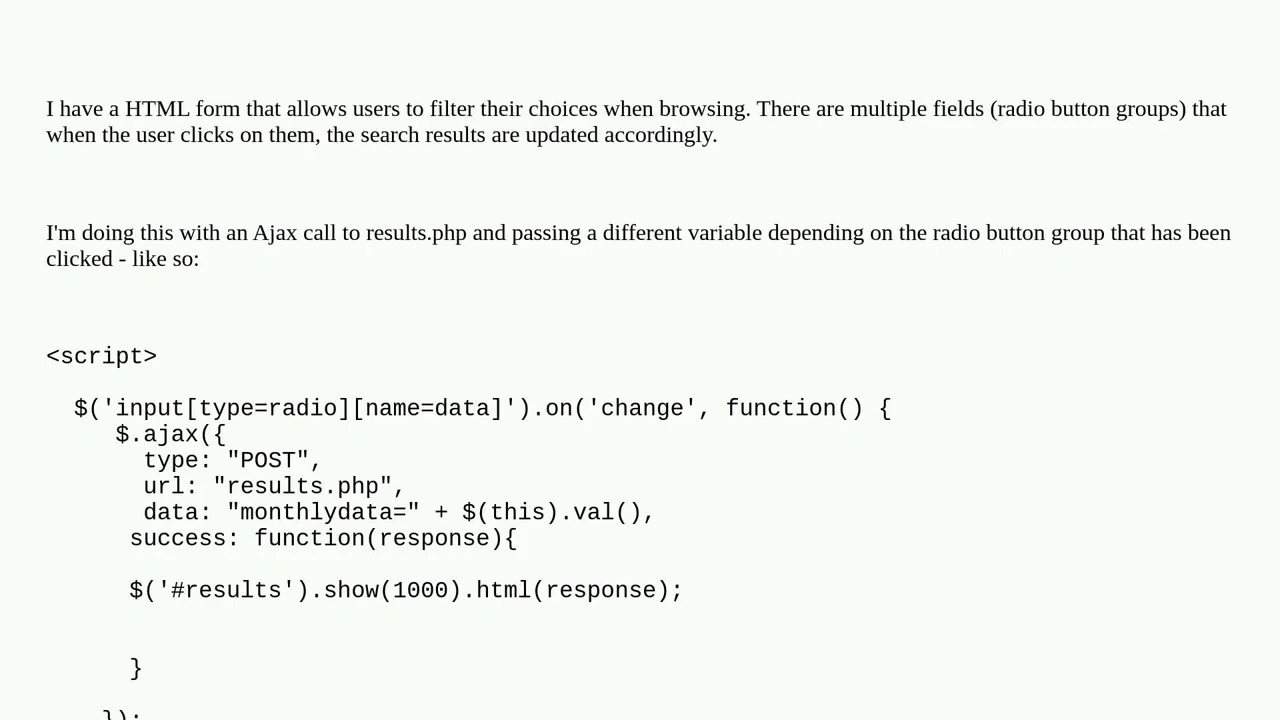 I have a HTML form that allows users to filter their choices when browsing. There are multiple fields (radio button groups) that
when the user clicks on them, the search results are updated accordingly.
I'm doing this with an Ajax call to results.php and passing a different variable depending on the radio button group that has been
clicked - like so:
<script>
$('input[type=radio][name=data]').on('change', function() {
$.ajax({
type: "POST",
url: "results.php",
data: "monthlydata=" + $(this).val(),
success: function(response){
$('#results').show(1000).html(response);
}
});